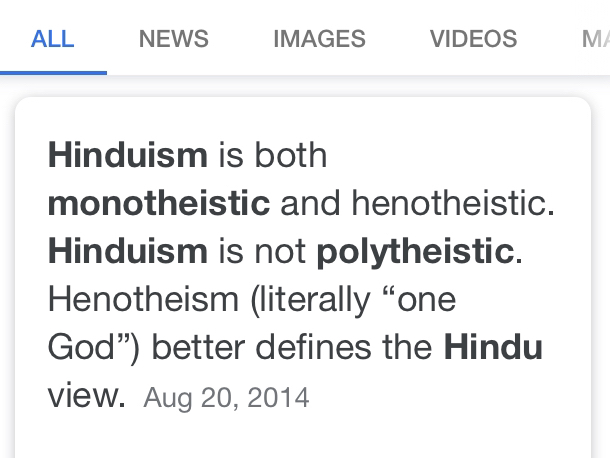 ALL NEWS IMAGES VIDEOS
Hinduism is both
monotheistic and henotheistic.
Hinduism is not polytheistic.
Henotheism (literally “one
God”) better defines the Hindu
view. Aug 20, 2014